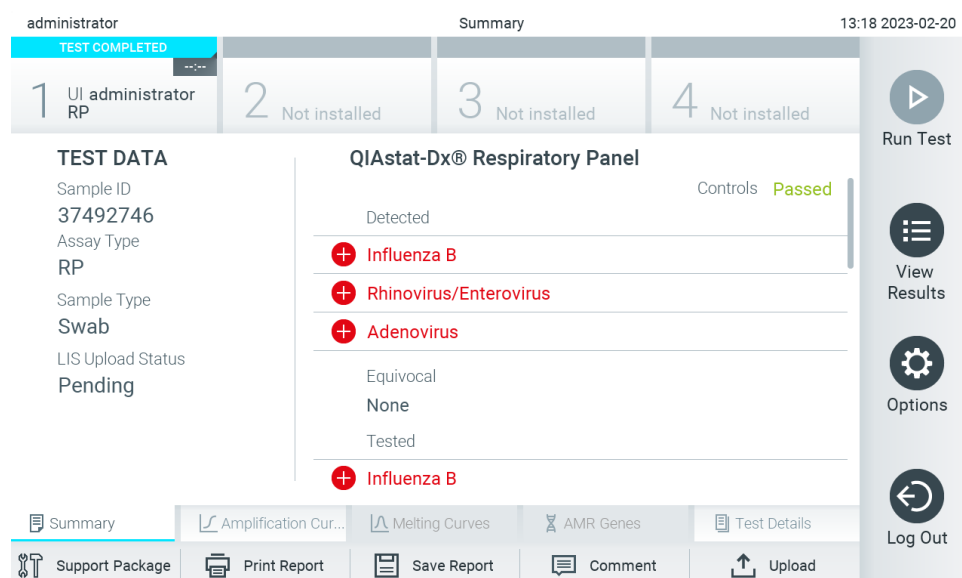 administrator Summary 13:18 2023-02-20
TEST COMPLETED
--:--
1 UI administrator
RP
2 Not installed
3 Not installed
4 Not installed
Run Test
View
Results
Options
Log Out
TEST DATA
Sample ID
37492746
Assay Type
RP
Sample Type
Swab
LIS Upload Status
Pending
QIAstat-Dx® Respiratory Panel
Controls Passed
Detected
Influenza B
Rhinovirus/Enterovirus
Adenovirus
Equivocal
None
Tested
Influenza B
Summary Amplification Cur... Melting Curves AMR Genes Test Details
Support Package Print Report Save Report Comment Upload